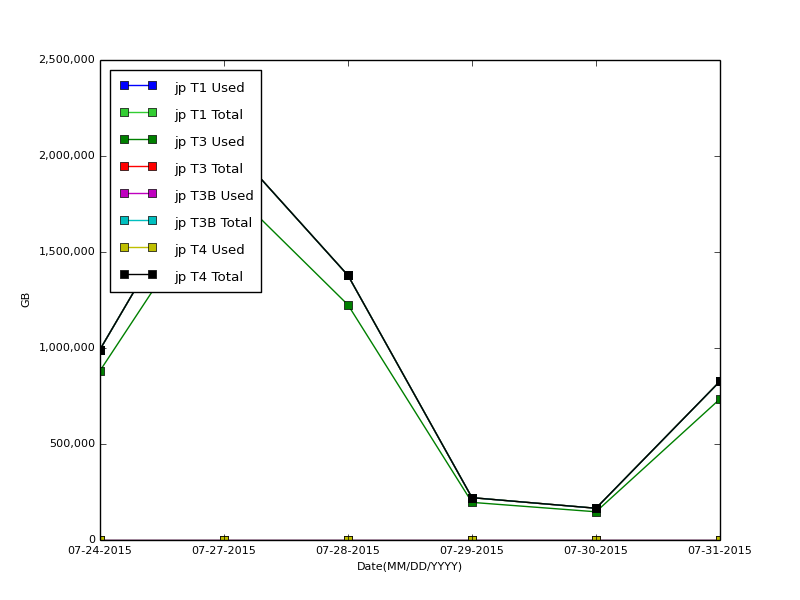 2,500,000
2,000,000
1,500,000
1,000,000
500,000
0
GB
jp T1 Used
jp T1 Total
jp T3 Used
jp T3 Total
jp T3B Used
jp T3B Total
jp T4 Used
jp T4 Total
07-24-2015 07-27-2015 07-28-2015 07-29-2015 07-30-2015 07-31-2015
Date(MM/DD/YYYY)